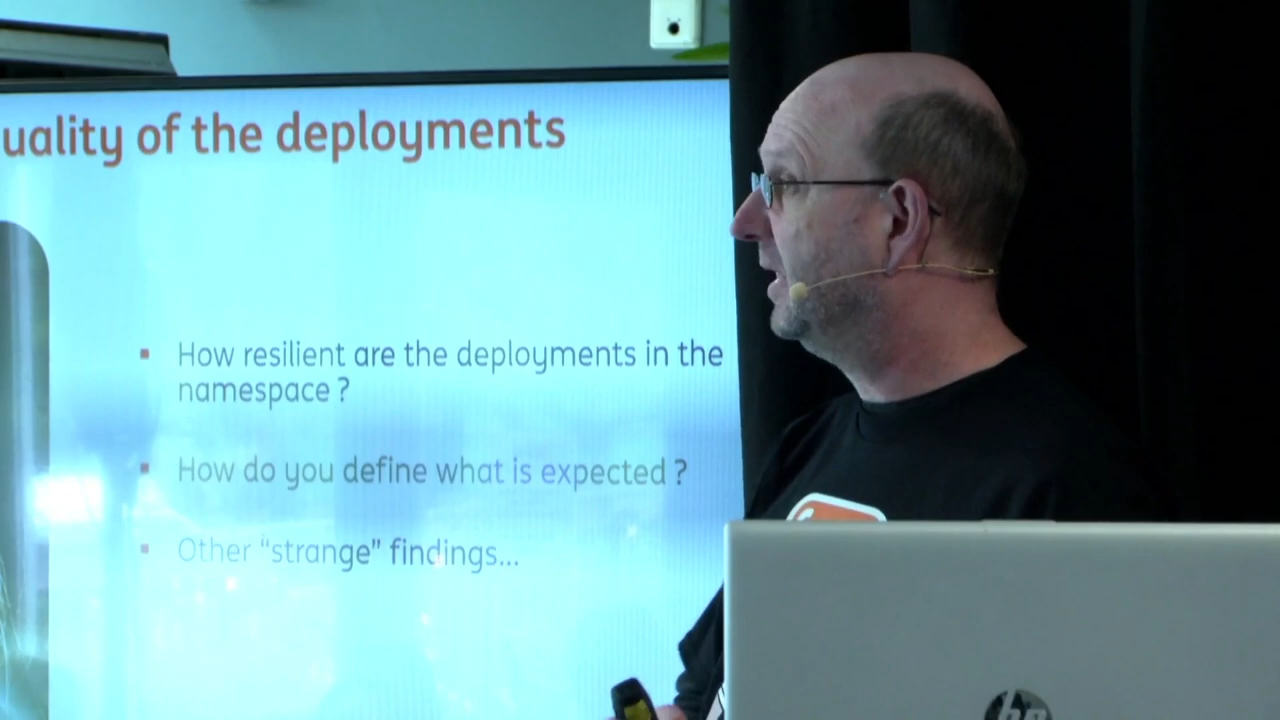 uality of the deployments
How resilient are the deployments in the
namespace ?
How do you define what is expected ?
Other “strange” findings...
hp